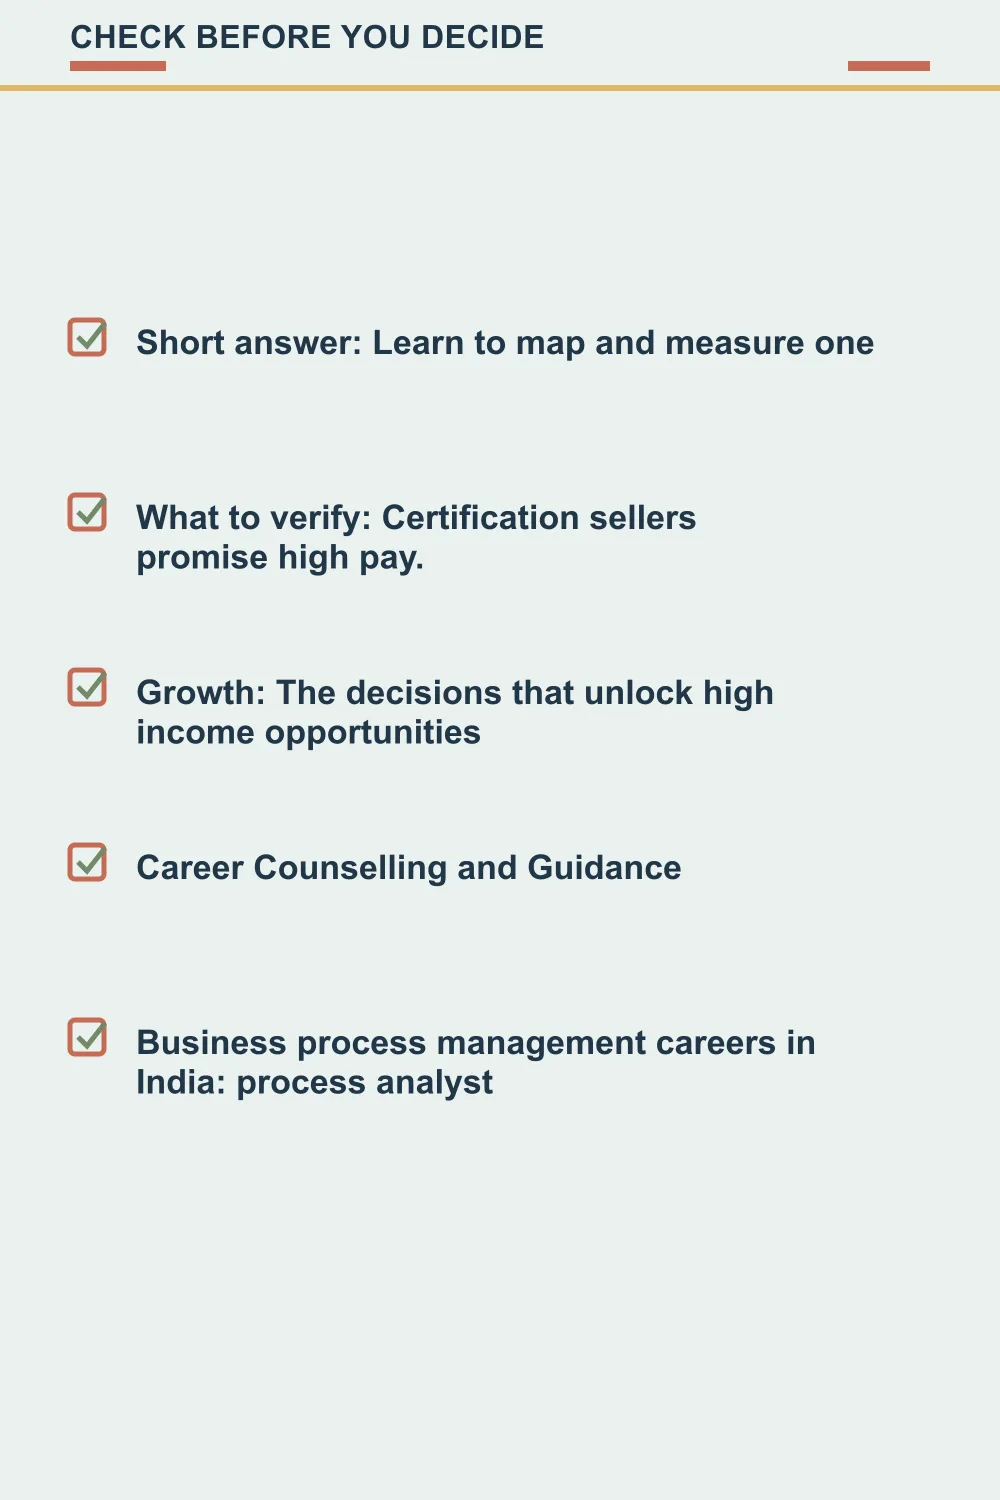 CHECK BEFORE YOU DECIDE
Short answer: Learn to map and measure one
What to verify: Certification sellers
promise high pay.
Growth: The decisions that unlock high
income opportunities
Career Counselling and Guidance
Business process management careers in
India: process analyst